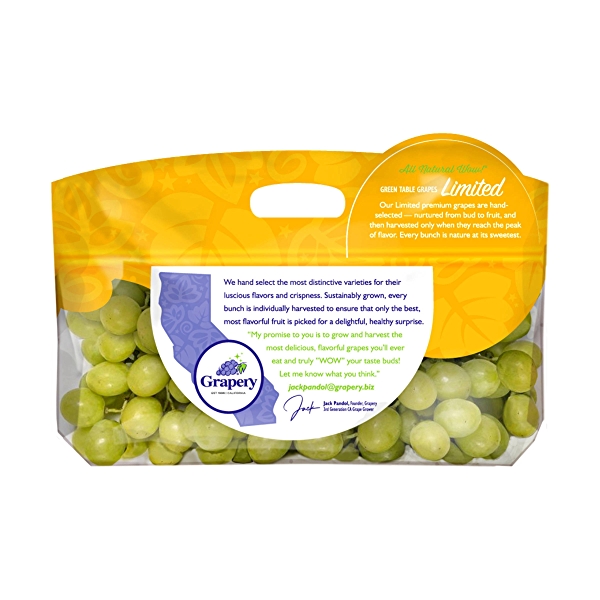 All Natural Wow!
GREEN TABLE GRAPES Limited
Our Limited premium grapes are hand-
selected — nurtured from bud to fruit, and
then harvested only when they reach the peak
of flavor. Every bunch is nature at its sweetest.
We hand select the most distinctive varieties for their
luscious flavors and crispness. Sustainably grown, every
bunch is individually harvested to ensure that only the best,
most flavorful fruit is picked for a delightful, healthy surprise.
"My promise to you is to grow and harvest the
most delicious, flavorful grapes you'll ever
eat and truly "WOW" your taste buds!
Let me know what you think,"
jackpandol@grapery.biz
Grapery
Jack
Jack Pandol, Founder, Grapery
3rd Generation CA Grape Grower